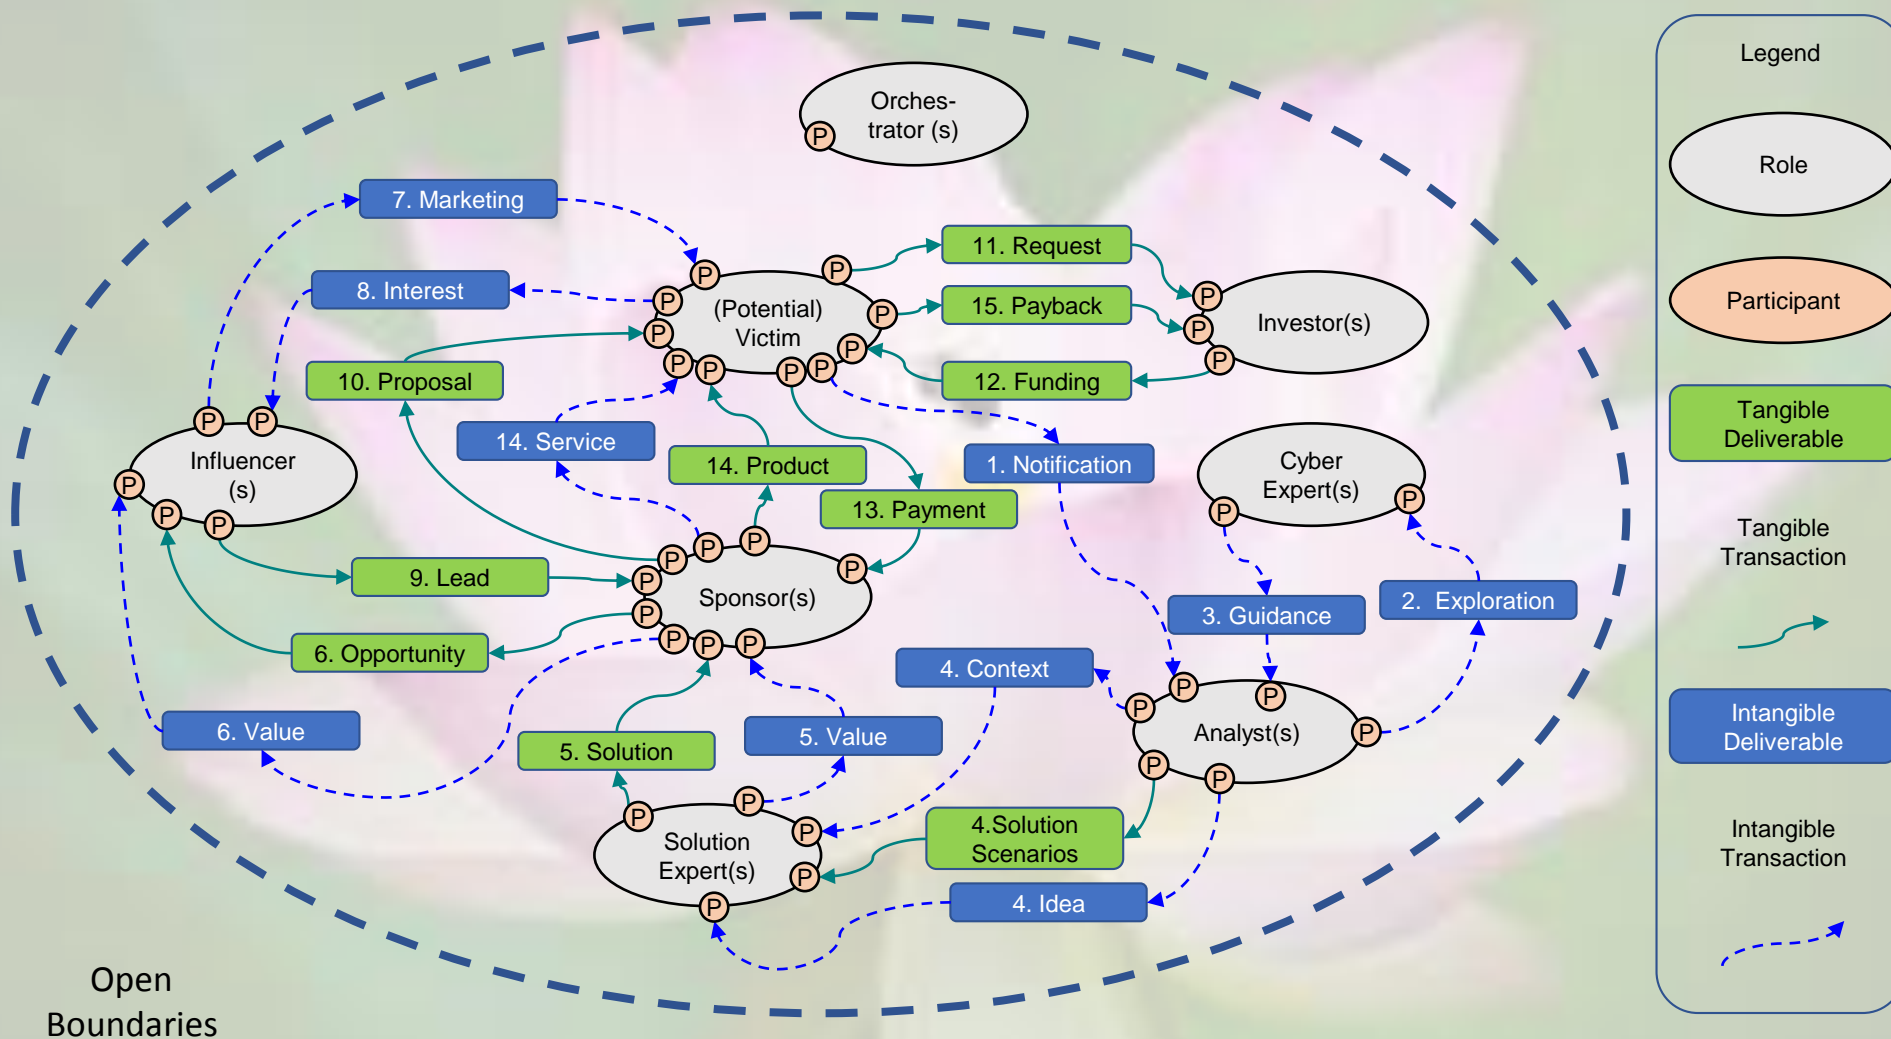 Orches-
trator (s)
P
7. Marketing
8. Interest
10. Proposal
14. Service
14. Product
13. Payment
P
P
P
P
P
P
P
P
P
P
(Potential)
Victim
11. Request
15. Payback
12. Funding
P
P
P
Investor(s)
1. Notification
Cyber
Expert(s)
P
P
P
P
P
P
P
Influencer
(s)
9. Lead
6. Opportunity
6. Value
P
P
P
P
P
P
P
P
P
Sponsor(s)
3. Guidance
2.  Exploration
4. Context
5. Solution
5. Value
P
P
P
P
P
P
Analyst(s)
P
P
P
P
P
Solution
Expert(s)
4.Solution
Scenarios
4. Idea
Open
Boundaries
Legend
Role
Participant
Tangible
Deliverable
Tangible
Transaction
Intangible
Deliverable
Intangible
Transaction